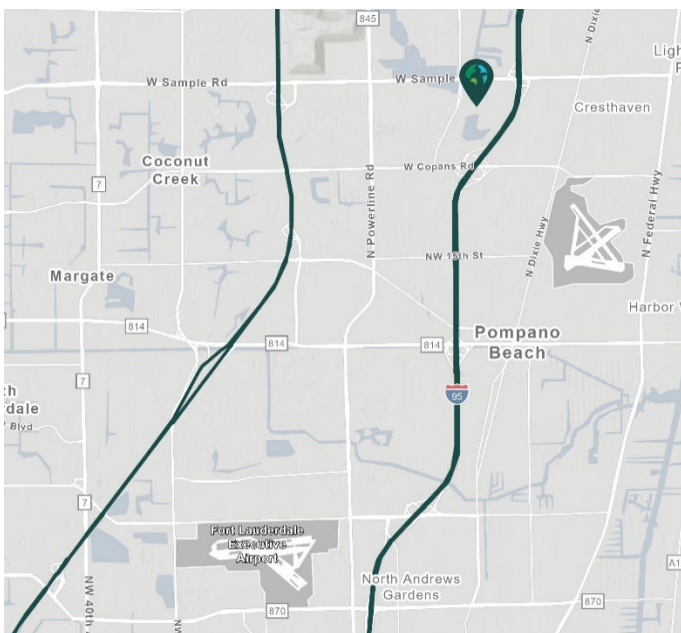 845
W Sample Rd
W Sample
N Dixie
Cresthaven
Coconut
Creek
W Copans Rd
7
N Powerline Rd
N Dixie Hwy
N Federal Hwy
NW 15th St
Margate
Harbor
814
814
814
Pompano
Beach
95
7
Blvd
7
Fort Lauderdale
Executive
Airport
North Andrews
Gardens
NW 40th
870
870
A1